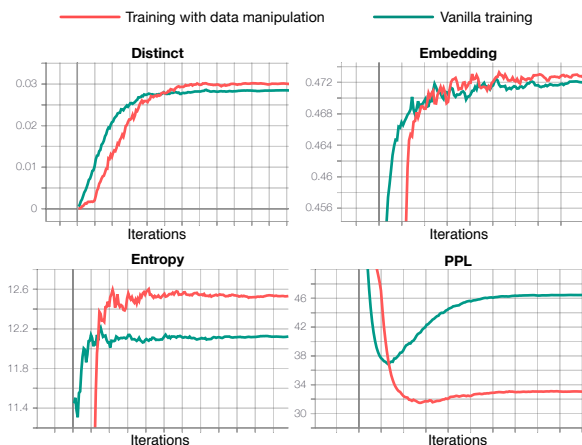 Training with data manipulation Vanilla training
Distinct
0.03
0.02
0.01
0
Iterations
Embedding
0.472
0.468
0.464
0.46
0.456
Iterations
Entropy
12.6
12.2
11.8
11.4
Iterations
PPL
46
42
38
34
30
Iterations